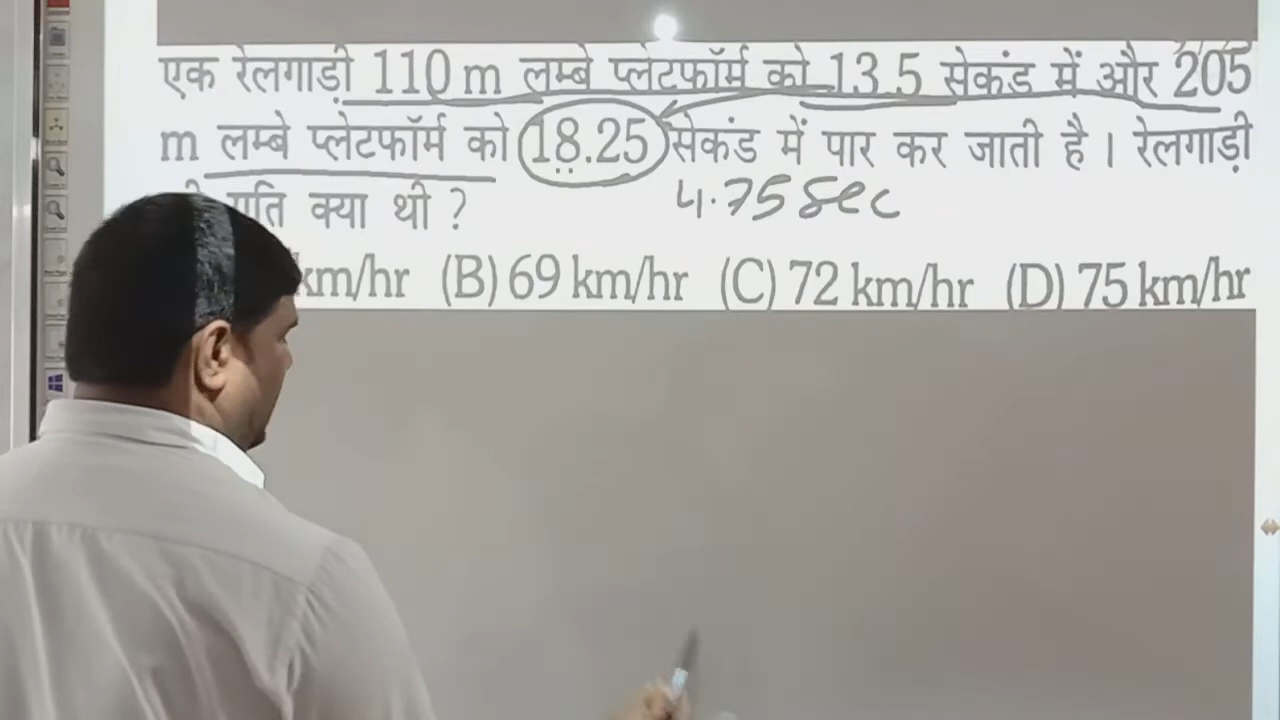 एक रेलगाड़ी 110 m लम्बे प्लेटफॉर्म को 13.5 सेकंड में और 205
m लम्बे प्लेटफॉर्म को 18.25 सेकंड में पार कर जाती है । रेलगाड़ी
गति क्या थी ?
4.75 sec
km/hr (B) 69 km/hr (C) 72 km/hr (D) 75 km/hr